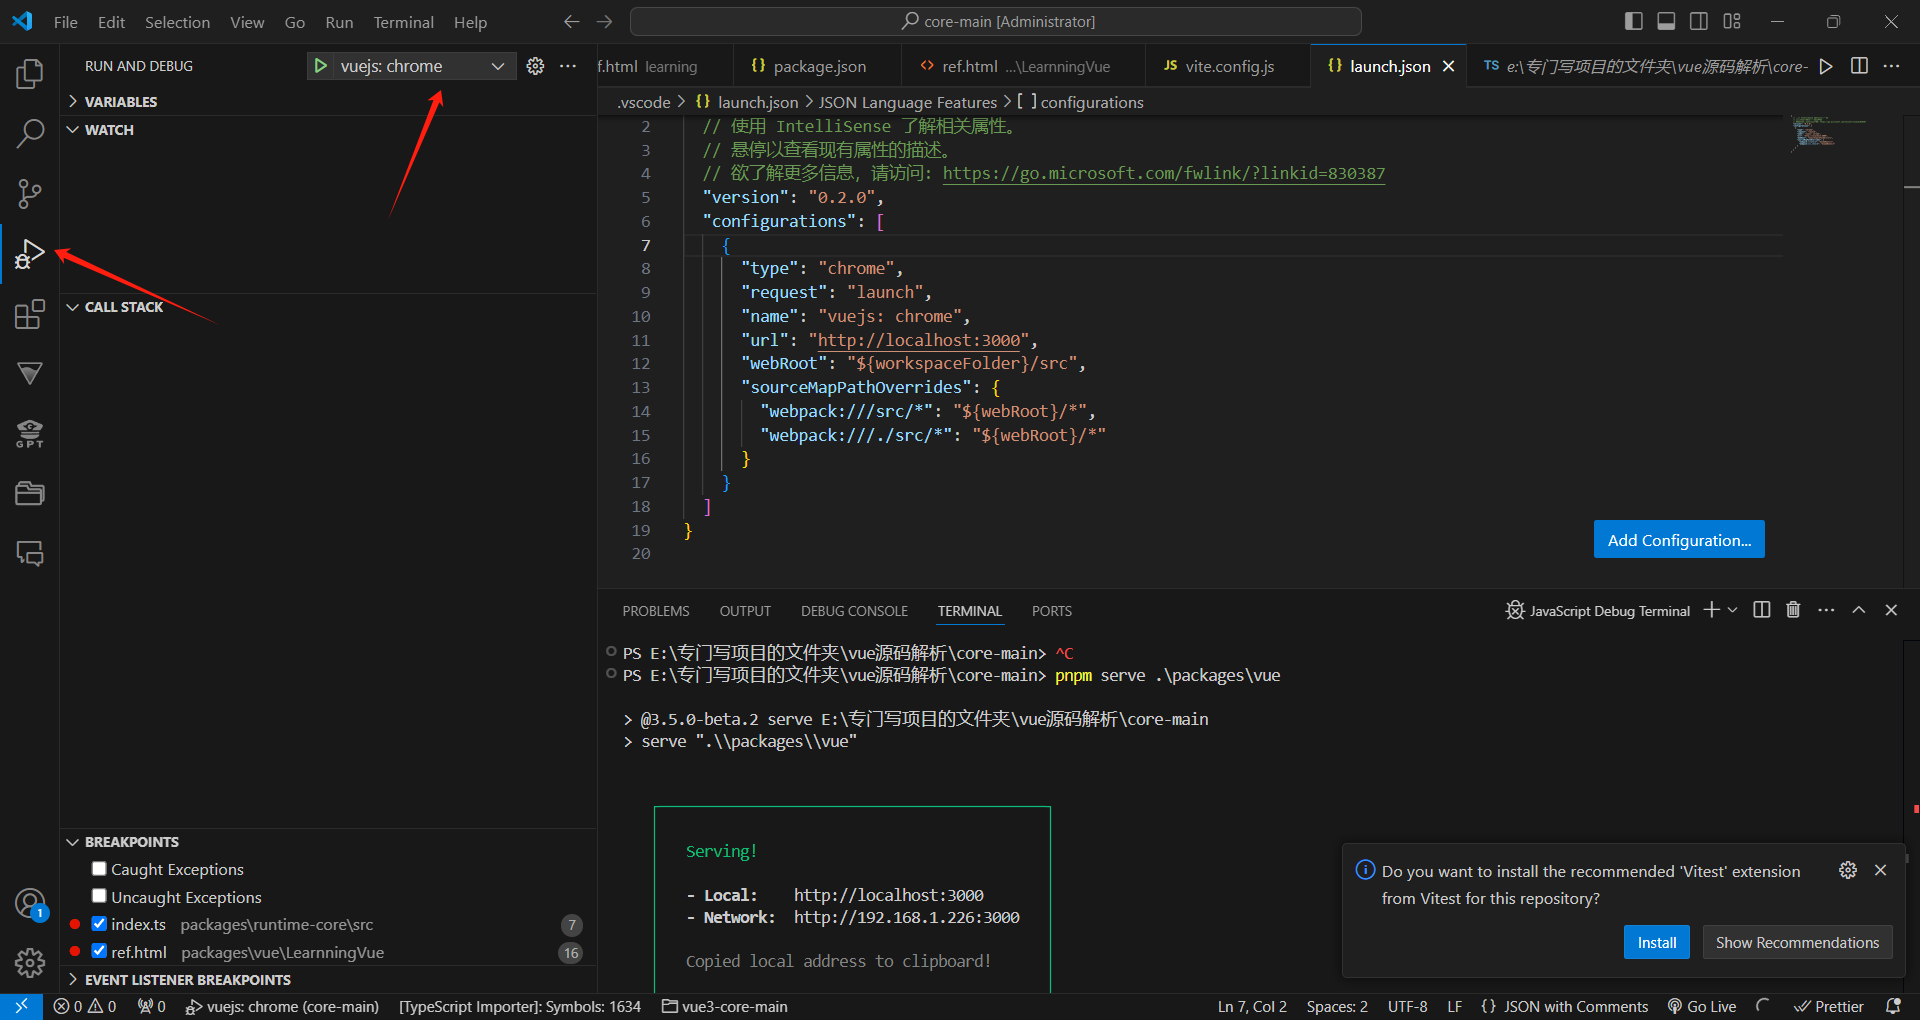 File Edit Selection View Go Run Terminal Help
core-main [Administrator]
RUN AND DEBUG
vuejs: chrome
f.html learning
{} package.json
<> ref.html ...\LearnningVue
JS vite.config.js
{} launch.json
TS e:\专门写项目的文件夹\vue源码解析\core-
VARIABLES
WATCH
CALL STACK
GPT
BREAKPOINTS
Caught Exceptions
Uncaught Exceptions
index.ts packages\runtime-core\src 7
ref.html packages\vue\LearnningVue 16
EVENT LISTENER BREAKPOINTS
1
.vscode > {} launch.json > JSON Language Features > [ ] configurations
2 // 使用 IntelliSense 了解相关属性。
3 // 悬停以查看现有属性的描述。
4 // 欲了解更多信息，请访问: https://go.microsoft.com/fwlink/?linkid=830387
5 "version": "0.2.0",
6 "configurations": [
7 {
8 "type": "chrome",
9 "request": "launch",
10 "name": "vuejs: chrome",
11 "url": "http://localhost:3000",
12 "webRoot": "${workspaceFolder}/src",
13 "sourceMapPathOverrides": {
14 "webpack:///src/*": "${webRoot}/*",
15 "webpack:///./src/*": "${webRoot}/*"
16 }
17 }
18 ]
19 }
20
Add Configuration...
PROBLEMS OUTPUT DEBUG CONSOLE TERMINAL PORTS
JavaScript Debug Terminal
PS E:\专门写项目的文件夹\vue源码解析\core-main> ^C
PS E:\专门写项目的文件夹\vue源码解析\core-main> pnpm serve .\packages\vue
> @3.5.0-beta.2 serve E:\专门写项目的文件夹\vue源码解析\core-main
> serve ".\\packages\\vue"
Serving!
- Local: http://localhost:3000
- Network: http://192.168.1.226:3000
Copied local address to clipboard!
Do you want to install the recommended 'Vitest' extension
from Vitest for this repository?
Install
Show Recommendations
0 0 0 vuejs: chrome (core-main) [TypeScript Importer]: Symbols: 1634 vue3-core-main
Ln 7, Col 2 Spaces: 2 UTF-8 LF {} JSON with Comments Go Live Prettier